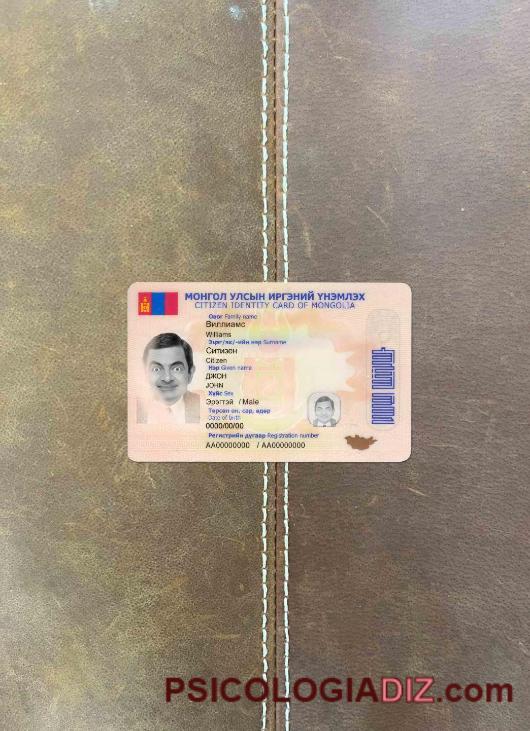 МОНГОЛ УЛСЫН ИРГЭНИЙ ҮНЭМЛЭХ
CITIZEN IDENTITY CARD OF MONGOLIA
Овог Family name
Виллиамс
Williams
Эцэг/эх/-ийн нэр Surname
Ситизэн
Citizen
Нэр Given name
ДЖОН
JOHN
Хүйс Sex
Эрэгтэй / Male
Төрсөн он, сар, өдөр
Date of birth
0000/00/00
Регистрийн дугаар Registration number
AA00000000 / AA00000000
PSICOLOGIADIZ.com